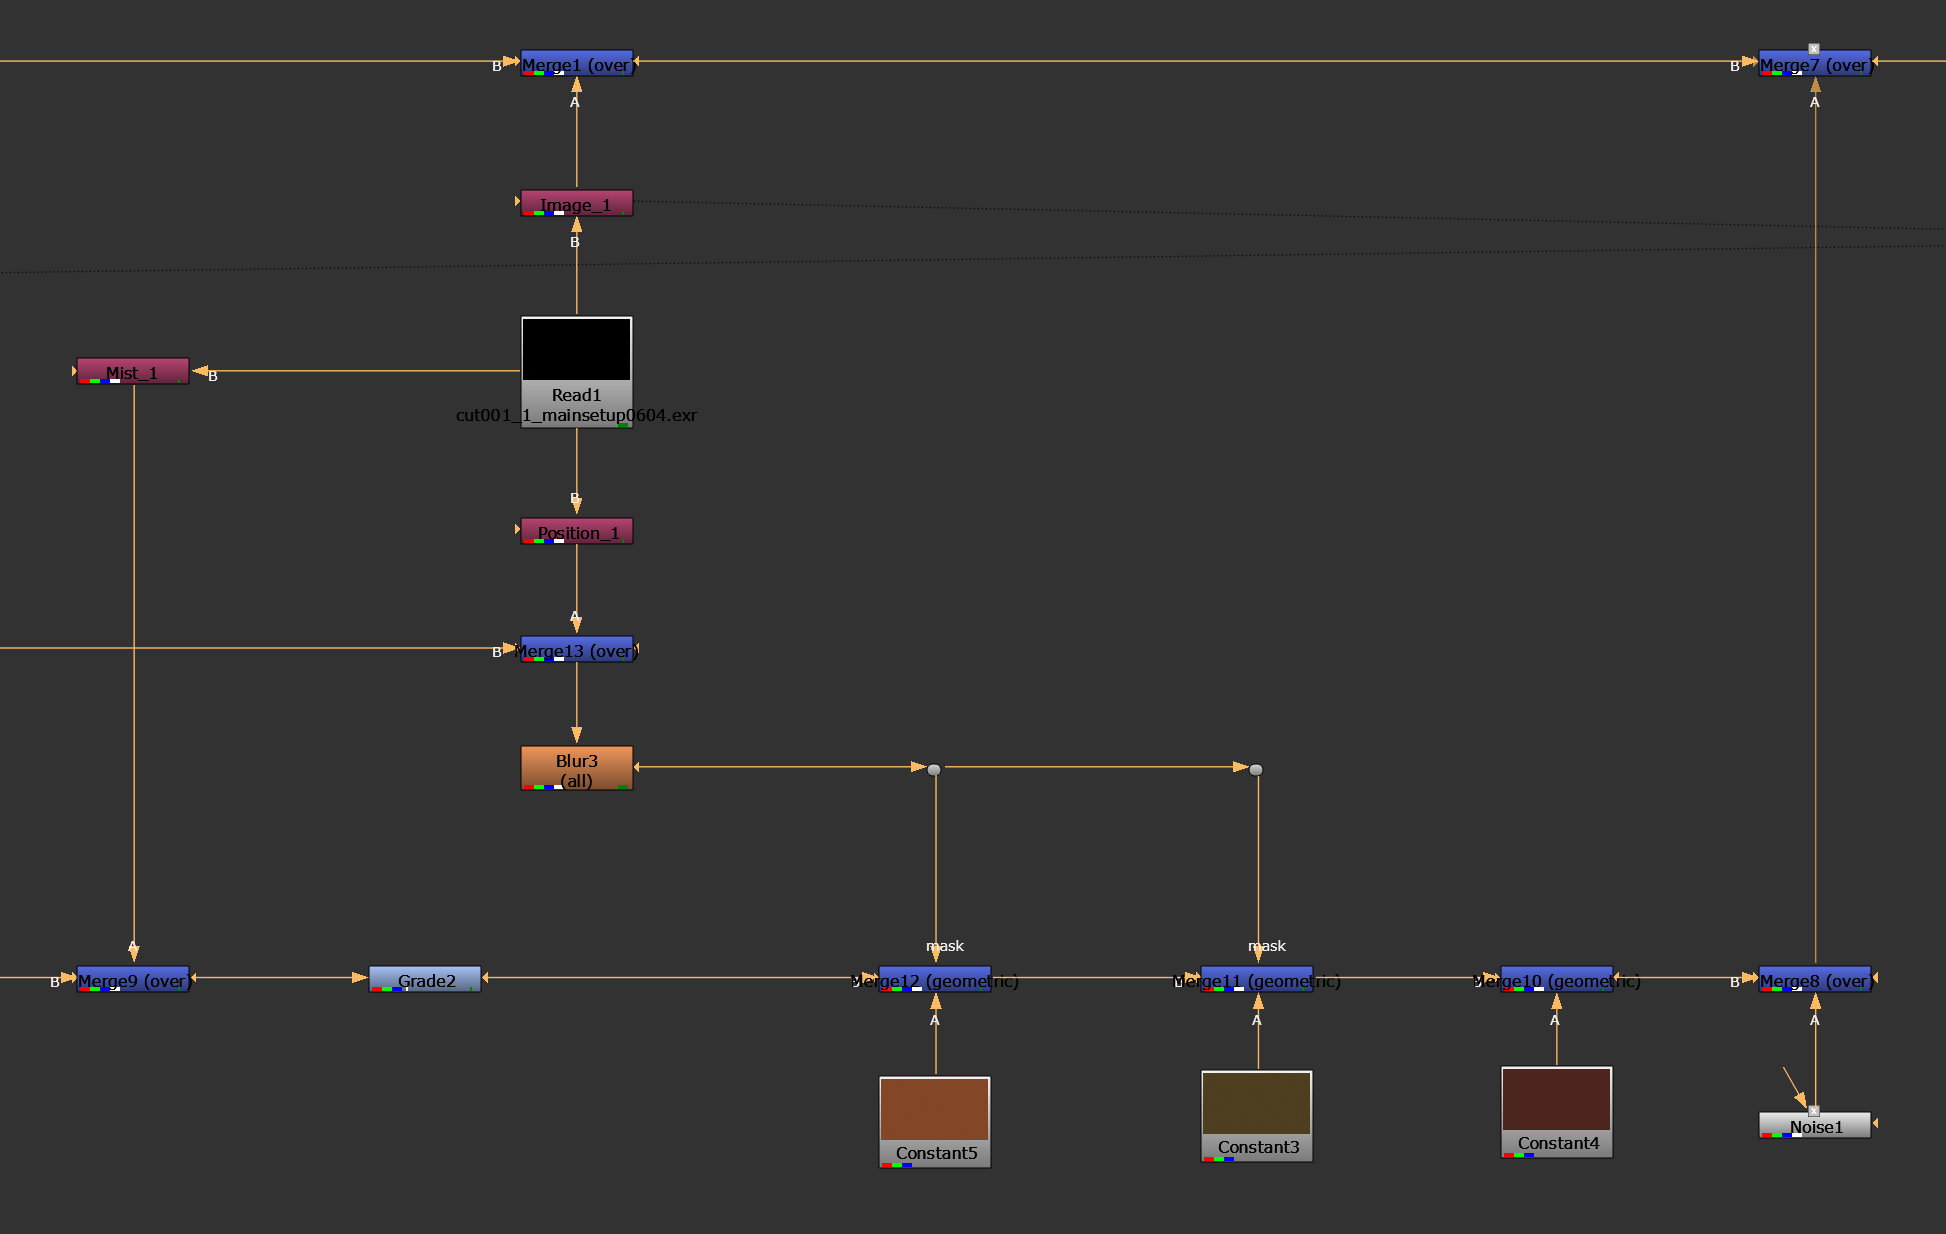 B
Merge1 (over)
B
x
Merge7 (over)
A
A
Image_1
B
Mist_1
B
Read1
cut001_1_mainsetup0604.exr
B
Position_1
A
B
Merge13 (over)
Blur3
(all)
A
mask
mask
B
Merge9 (over)
Grade2
B
Merge12 (geometric)
B
Merge11 (geometric)
B
Merge10 (geometric)
B
Merge8 (over)
A
A
A
A
Constant5
Constant3
Constant4
x
Noise1